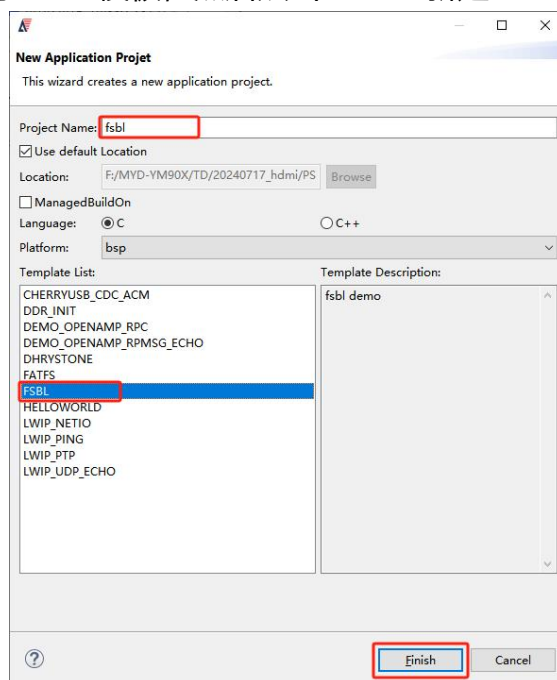 New Application Projet
This wizard creates a new application project.
Project Name: fsbl
Use default Location
Location: F:/MYD-YM90X/TD/20240717_hdmi/PS Browse
ManagedBuildOn
Language: C C++
Platform: bsp
Template List: Template Description:
CHERRYUSB_CDC_ACM fsbl demo
DDR_INIT
DEMO_OPENAMP_RPC
DEMO_OPENAMP_RPMSG_ECHO
DHRYSTONE
FATFS
FSBL
HELLOWORLD
LWIP_NETIO
LWIP_PING
LWIP_PTP
LWIP_UDP_ECHO
Finish Cancel